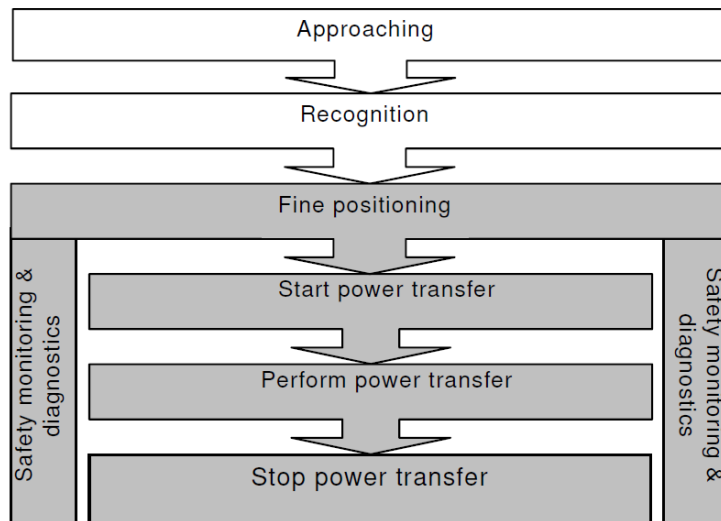 Approaching
Recognition
Fine positioning
Safety monitoring &
diagnostics
Start power transfer
Perform power transfer
Stop power transfer
Safety monitoring &
diagnostics